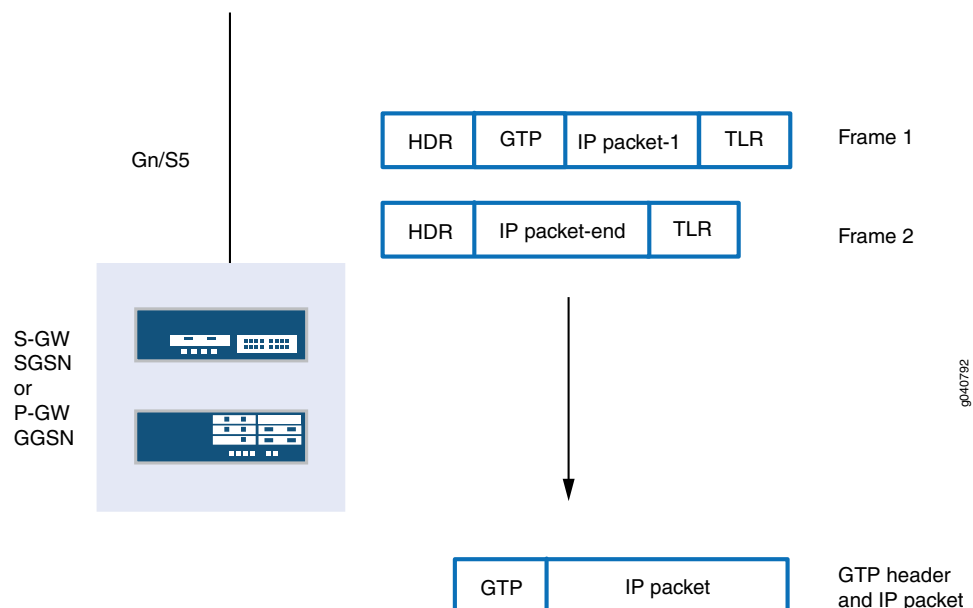 HDR GTP IP packet-1 TLR Frame 1
Gn/S5
HDR IP packet-end TLR Frame 2
S-GW
SGSN
or
P-GW
GGSN
g040792
GTP IP packet
GTP header
and IP packet